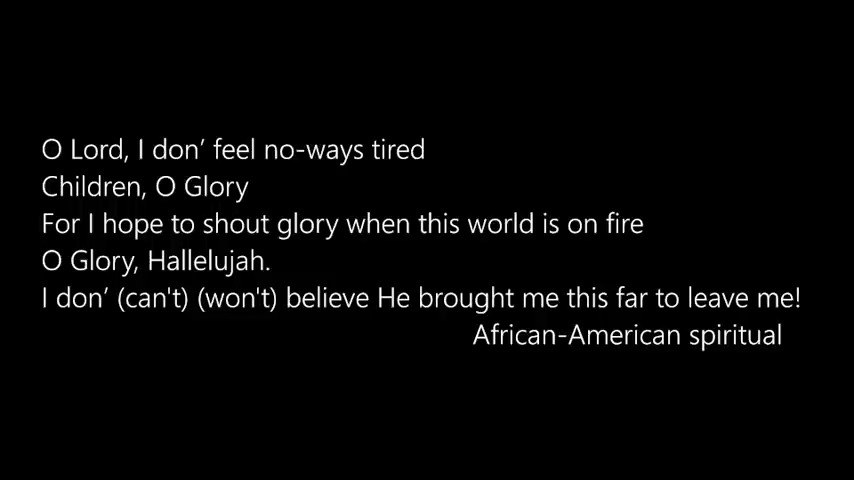 O Lord, I don’ feel no-ways tired
Children, O Glory
For I hope to shout glory when this world is on fire
O Glory, Hallelujah.
I don’ (can't) (won't) believe He brought me this far to leave me!
African-American spiritual